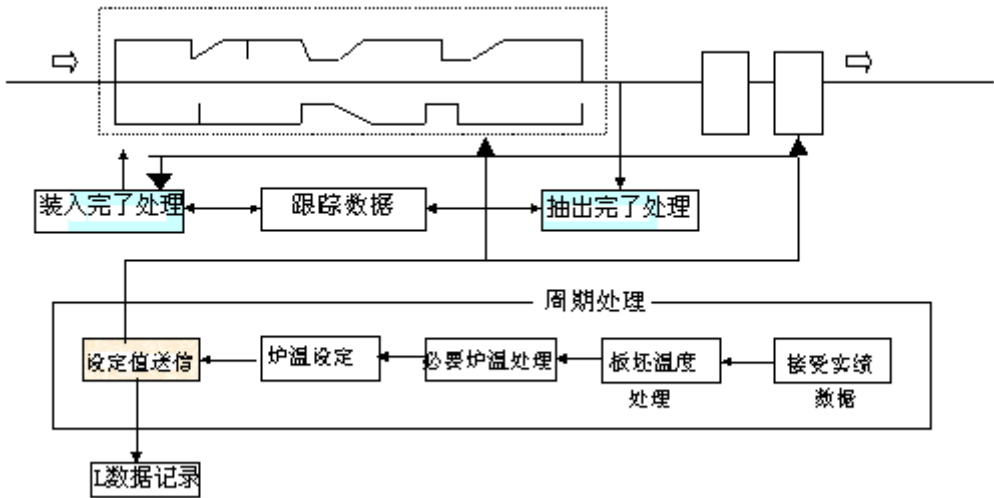 装入完了处理
跟踪数据
抽出完了处理
周期处理
设定值送信
炉温设定
必要炉温处理
板坯温度
处理
接受实绩
数据
L数据记录